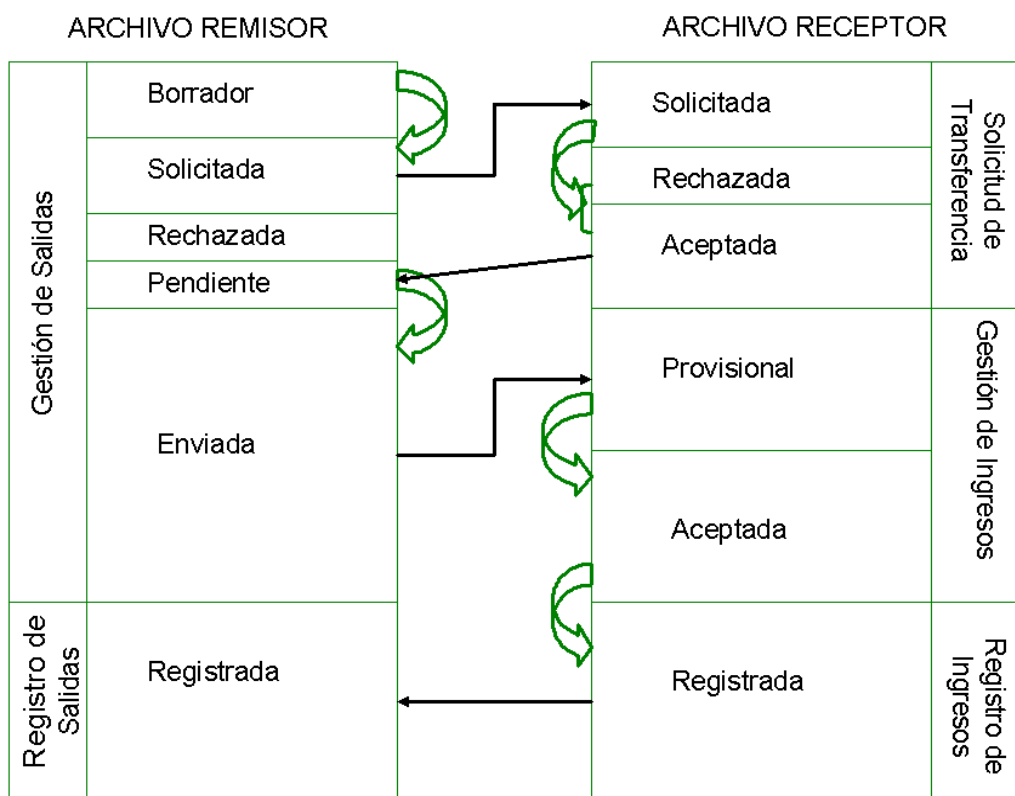 ARCHIVO REMISOR
Gestión de Salidas
Borrador
Solicitada
Rechazada
Pendiente
Enviada
Registro de
Salidas
Registrada
ARCHIVO RECEPTOR
Solicitada
Rechazada
Aceptada
Solicitud de
Transferencia
Provisional
Aceptada
Gestión de Ingresos
Registrada
Registro de
Ingresos